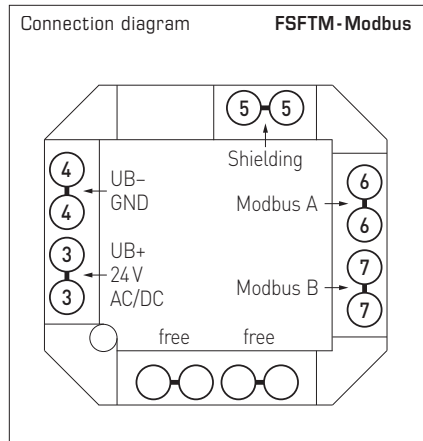 Connection diagram FSFTM-Modbus
5 5
Shielding
4
4
UB–
GND
3
3
UB+
24 V
AC/DC
6
6
Modbus A
7
7
Modbus B
free free